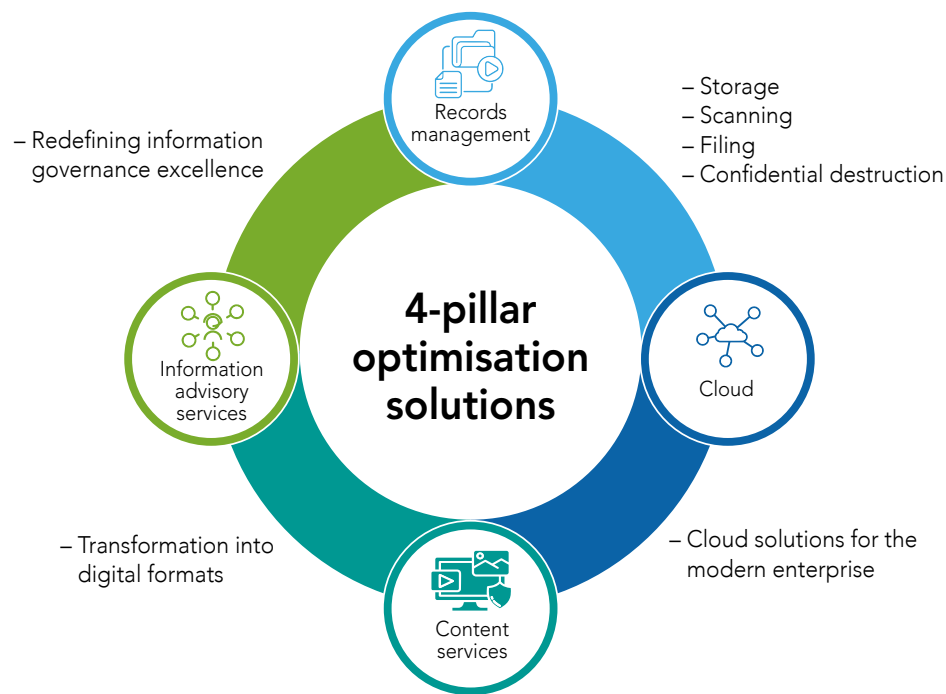 Records
management
– Storage
– Scanning
– Filing
– Confidential destruction
– Redefining information
governance excellence
4-pillar
optimisation
solutions
Information
advisory
services
Cloud
– Transformation into
digital formats
– Cloud solutions for the
modern enterprise
Content
services